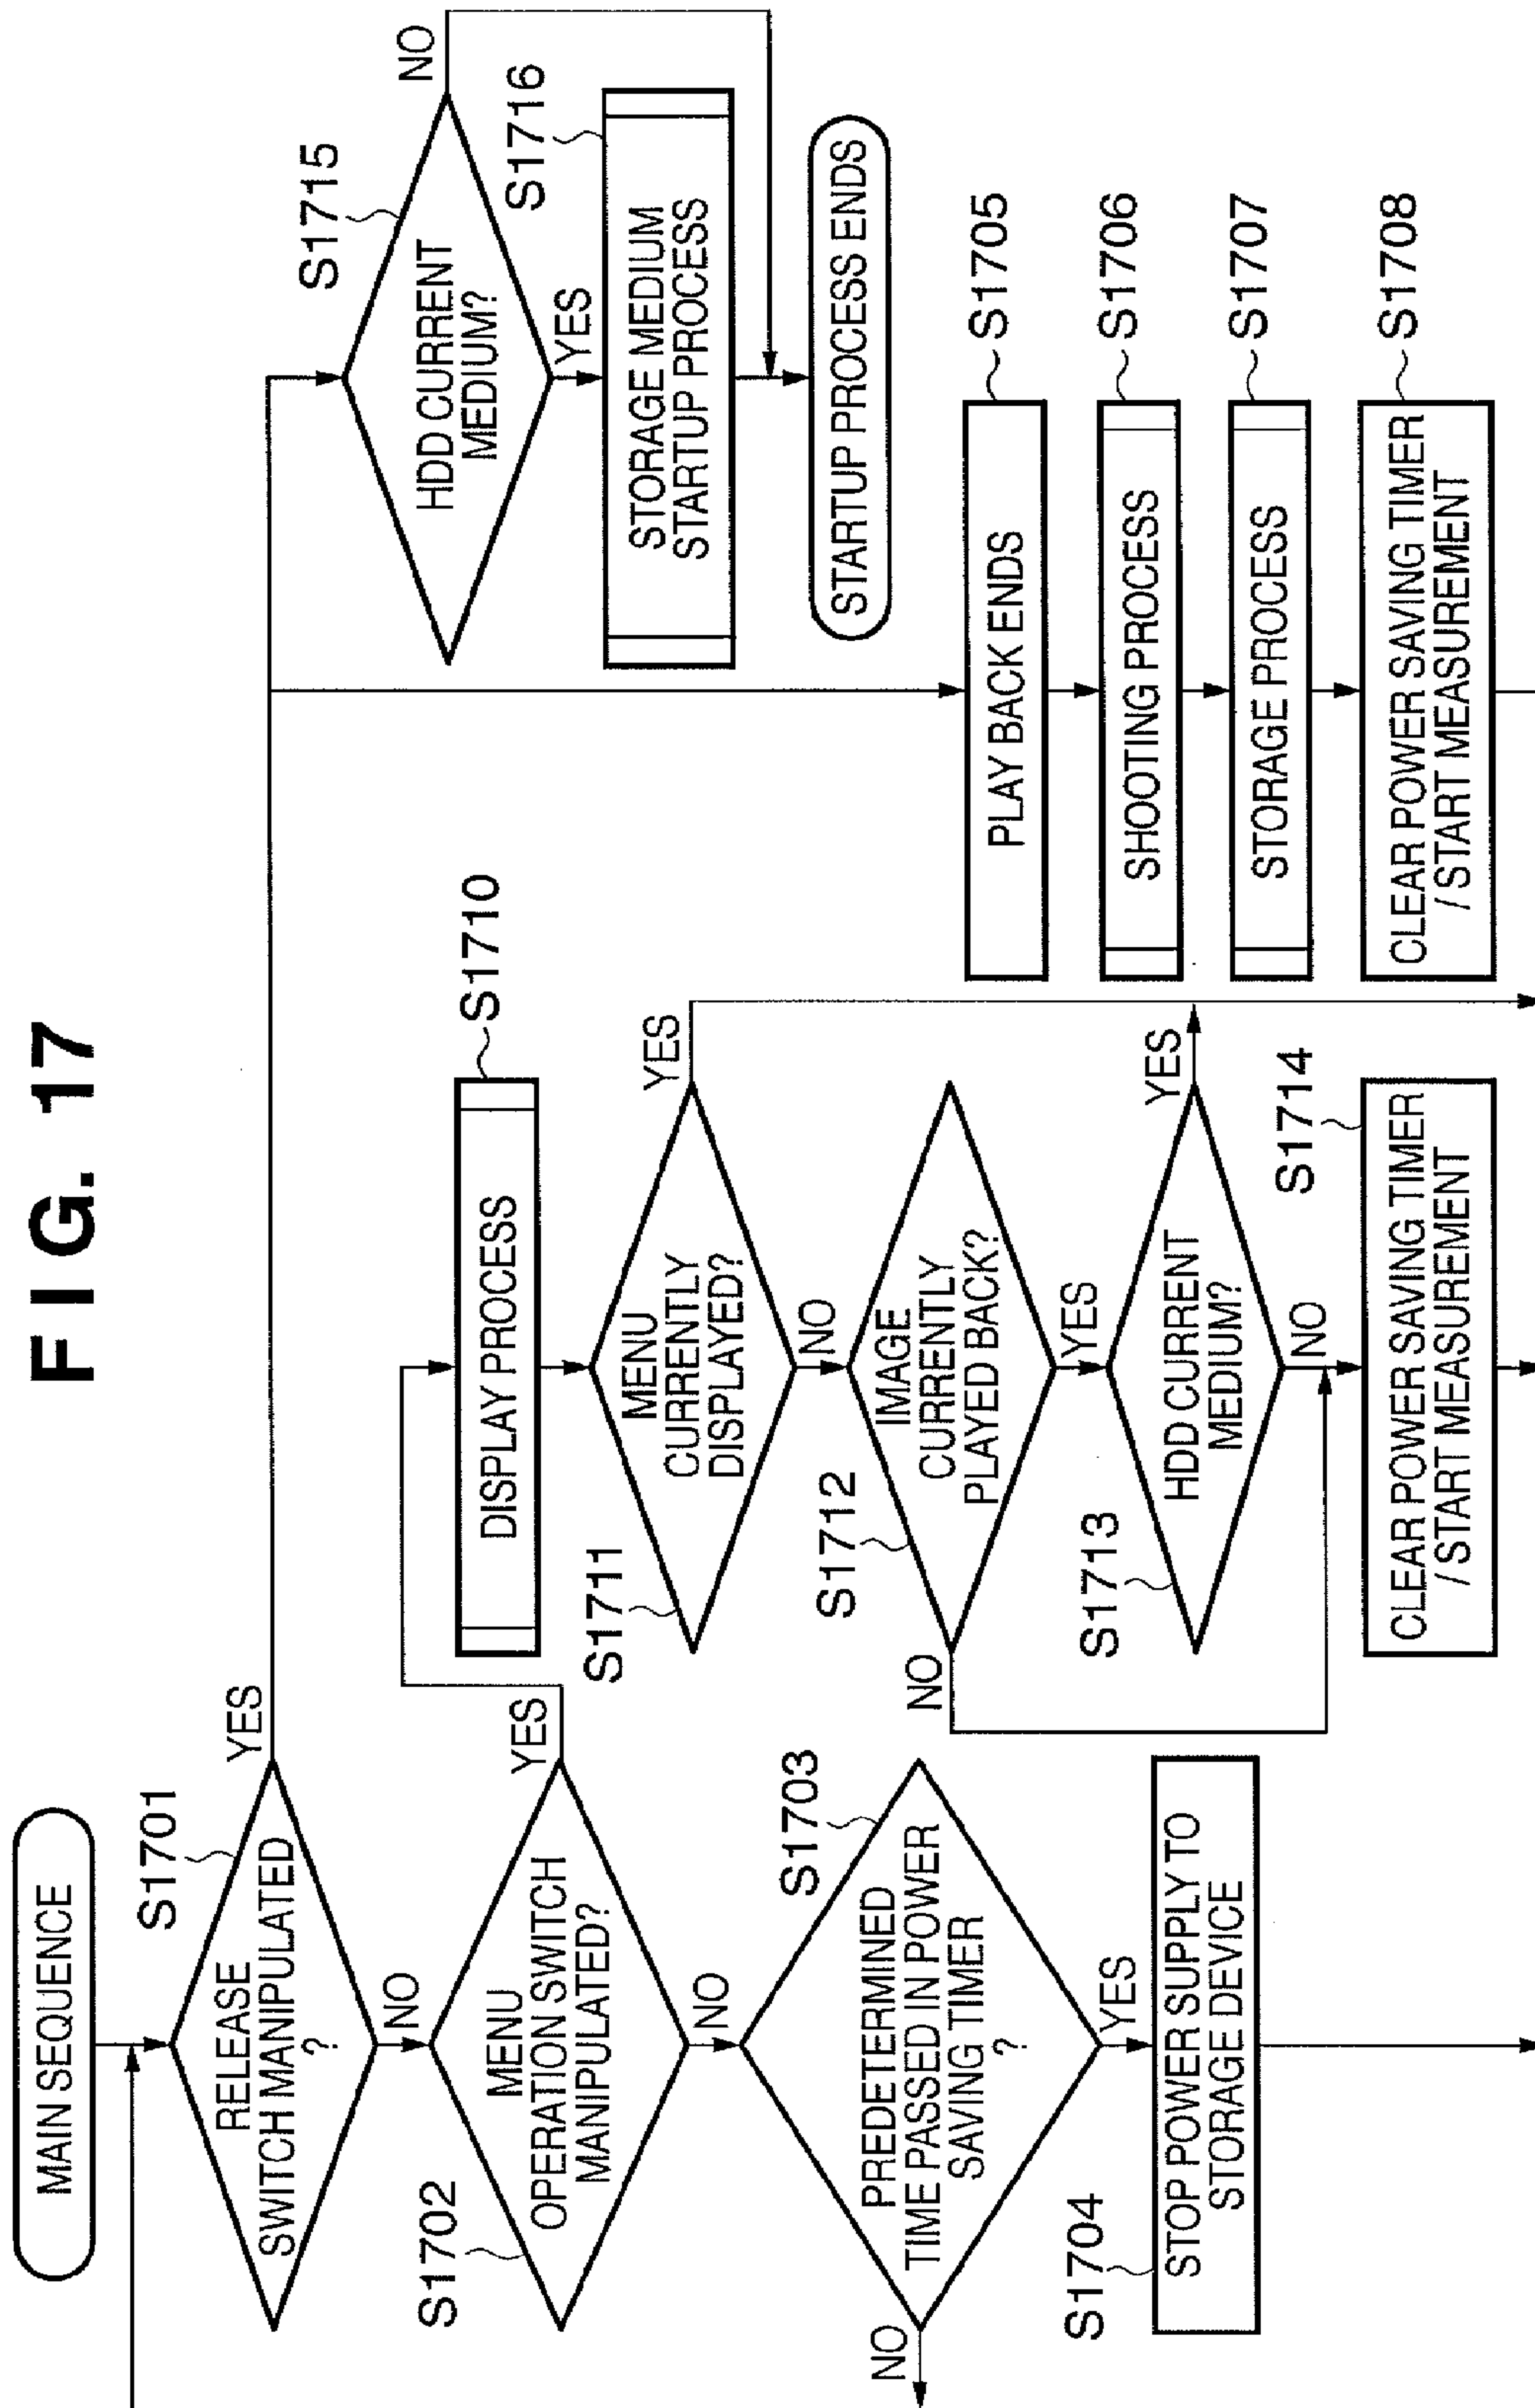 FIG. 17
MAIN SEQUENCE
S1701
RELEASE
SWITCH MANIPULATED
?
YES
NO
S1702
MENU
OPERATION SWITCH
MANIPULATED?
YES
NO
S1703
PREDETERMINED
TIME PASSED IN POWER
SAVING TIMER
?
NO
YES
S1704
STOP POWER SUPPLY TO
STORAGE DEVICE
S1710
DISPLAY PROCESS
S1711
MENU
CURRENTLY
DISPLAYED?
YES
NO
S1712
IMAGE
CURRENTLY
PLAYED BACK?
NO
YES
S1713
HDD CURRENT
MEDIUM?
YES
NO
S1714
CLEAR POWER SAVING TIMER
/ START MEASUREMENT
S1715
HDD CURRENT
MEDIUM?
NO
YES
S1716
STORAGE MEDIUM
STARTUP PROCESS
STARTUP PROCESS ENDS
PLAY BACK ENDS
S1705
SHOOTING PROCESS
S1706
STORAGE PROCESS
S1707
CLEAR POWER SAVING TIMER
/ START MEASUREMENT
S1708